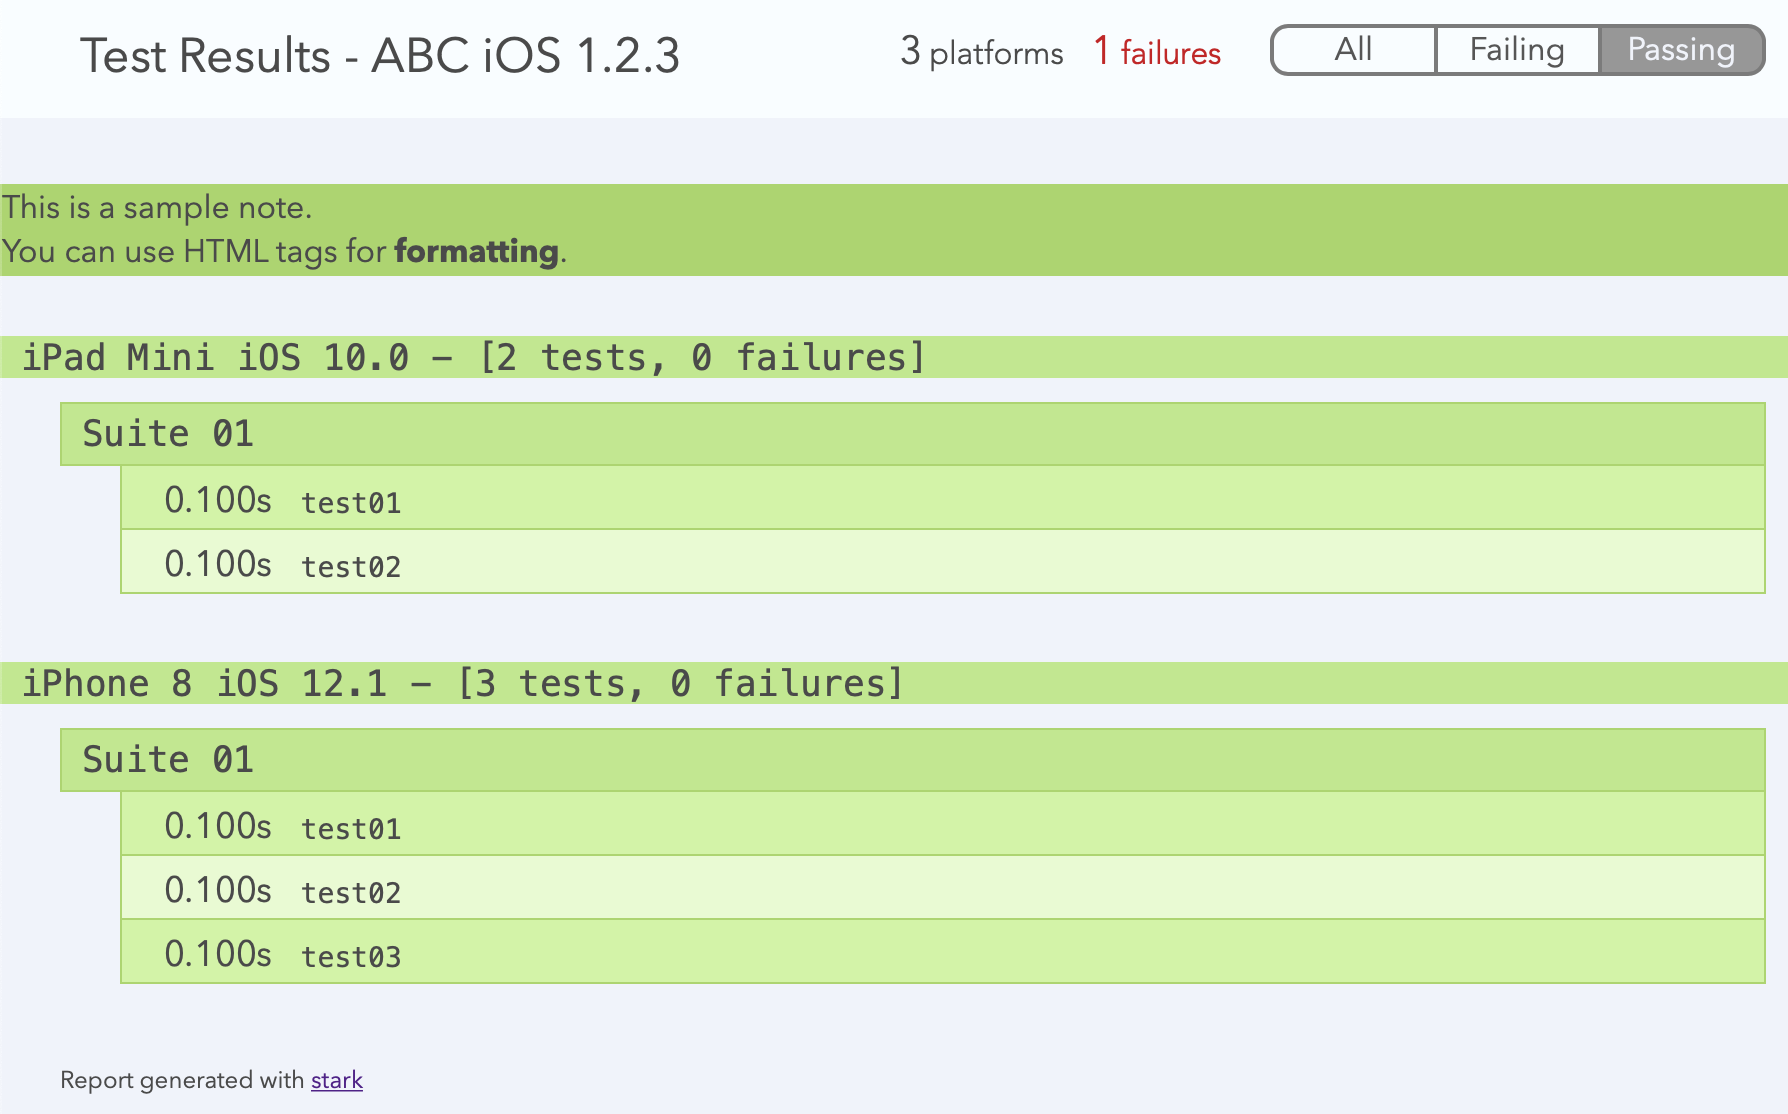 Test Results - ABC iOS 1.2.3
3 platforms 1 failures
All Failing Passing
This is a sample note.
You can use HTML tags for formatting.
iPad Mini iOS 10.0 – [2 tests, 0 failures]
Suite 01
0.100s test01
0.100s test02
iPhone 8 iOS 12.1 – [3 tests, 0 failures]
Suite 01
0.100s test01
0.100s test02
0.100s test03
Report generated with stark